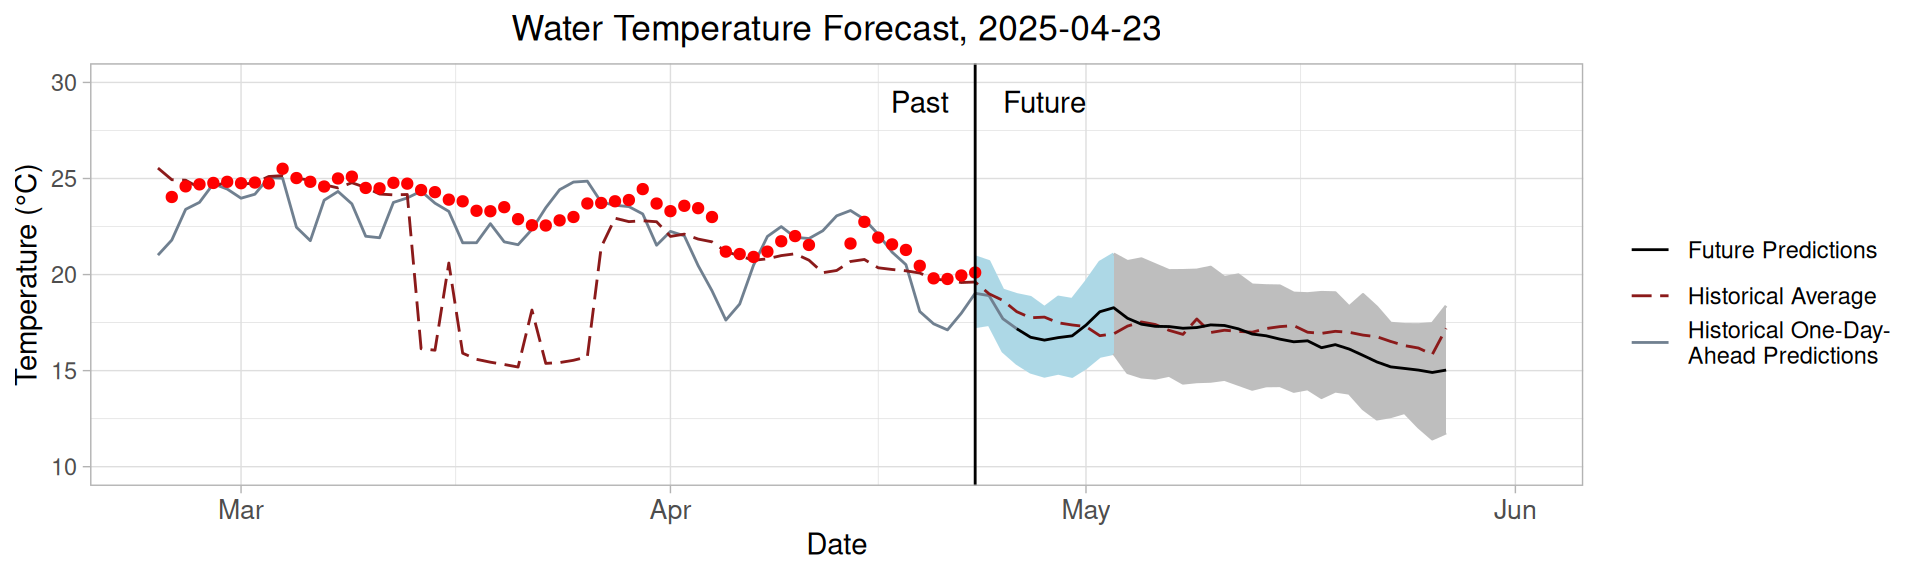 Water Temperature Forecast, 2025-04-23
Temperature (°C)
30
25
20
15
10
Past
Future
Mar
Apr
May
Jun
Date
Future Predictions
Historical Average
Historical One-Day-
Ahead Predictions